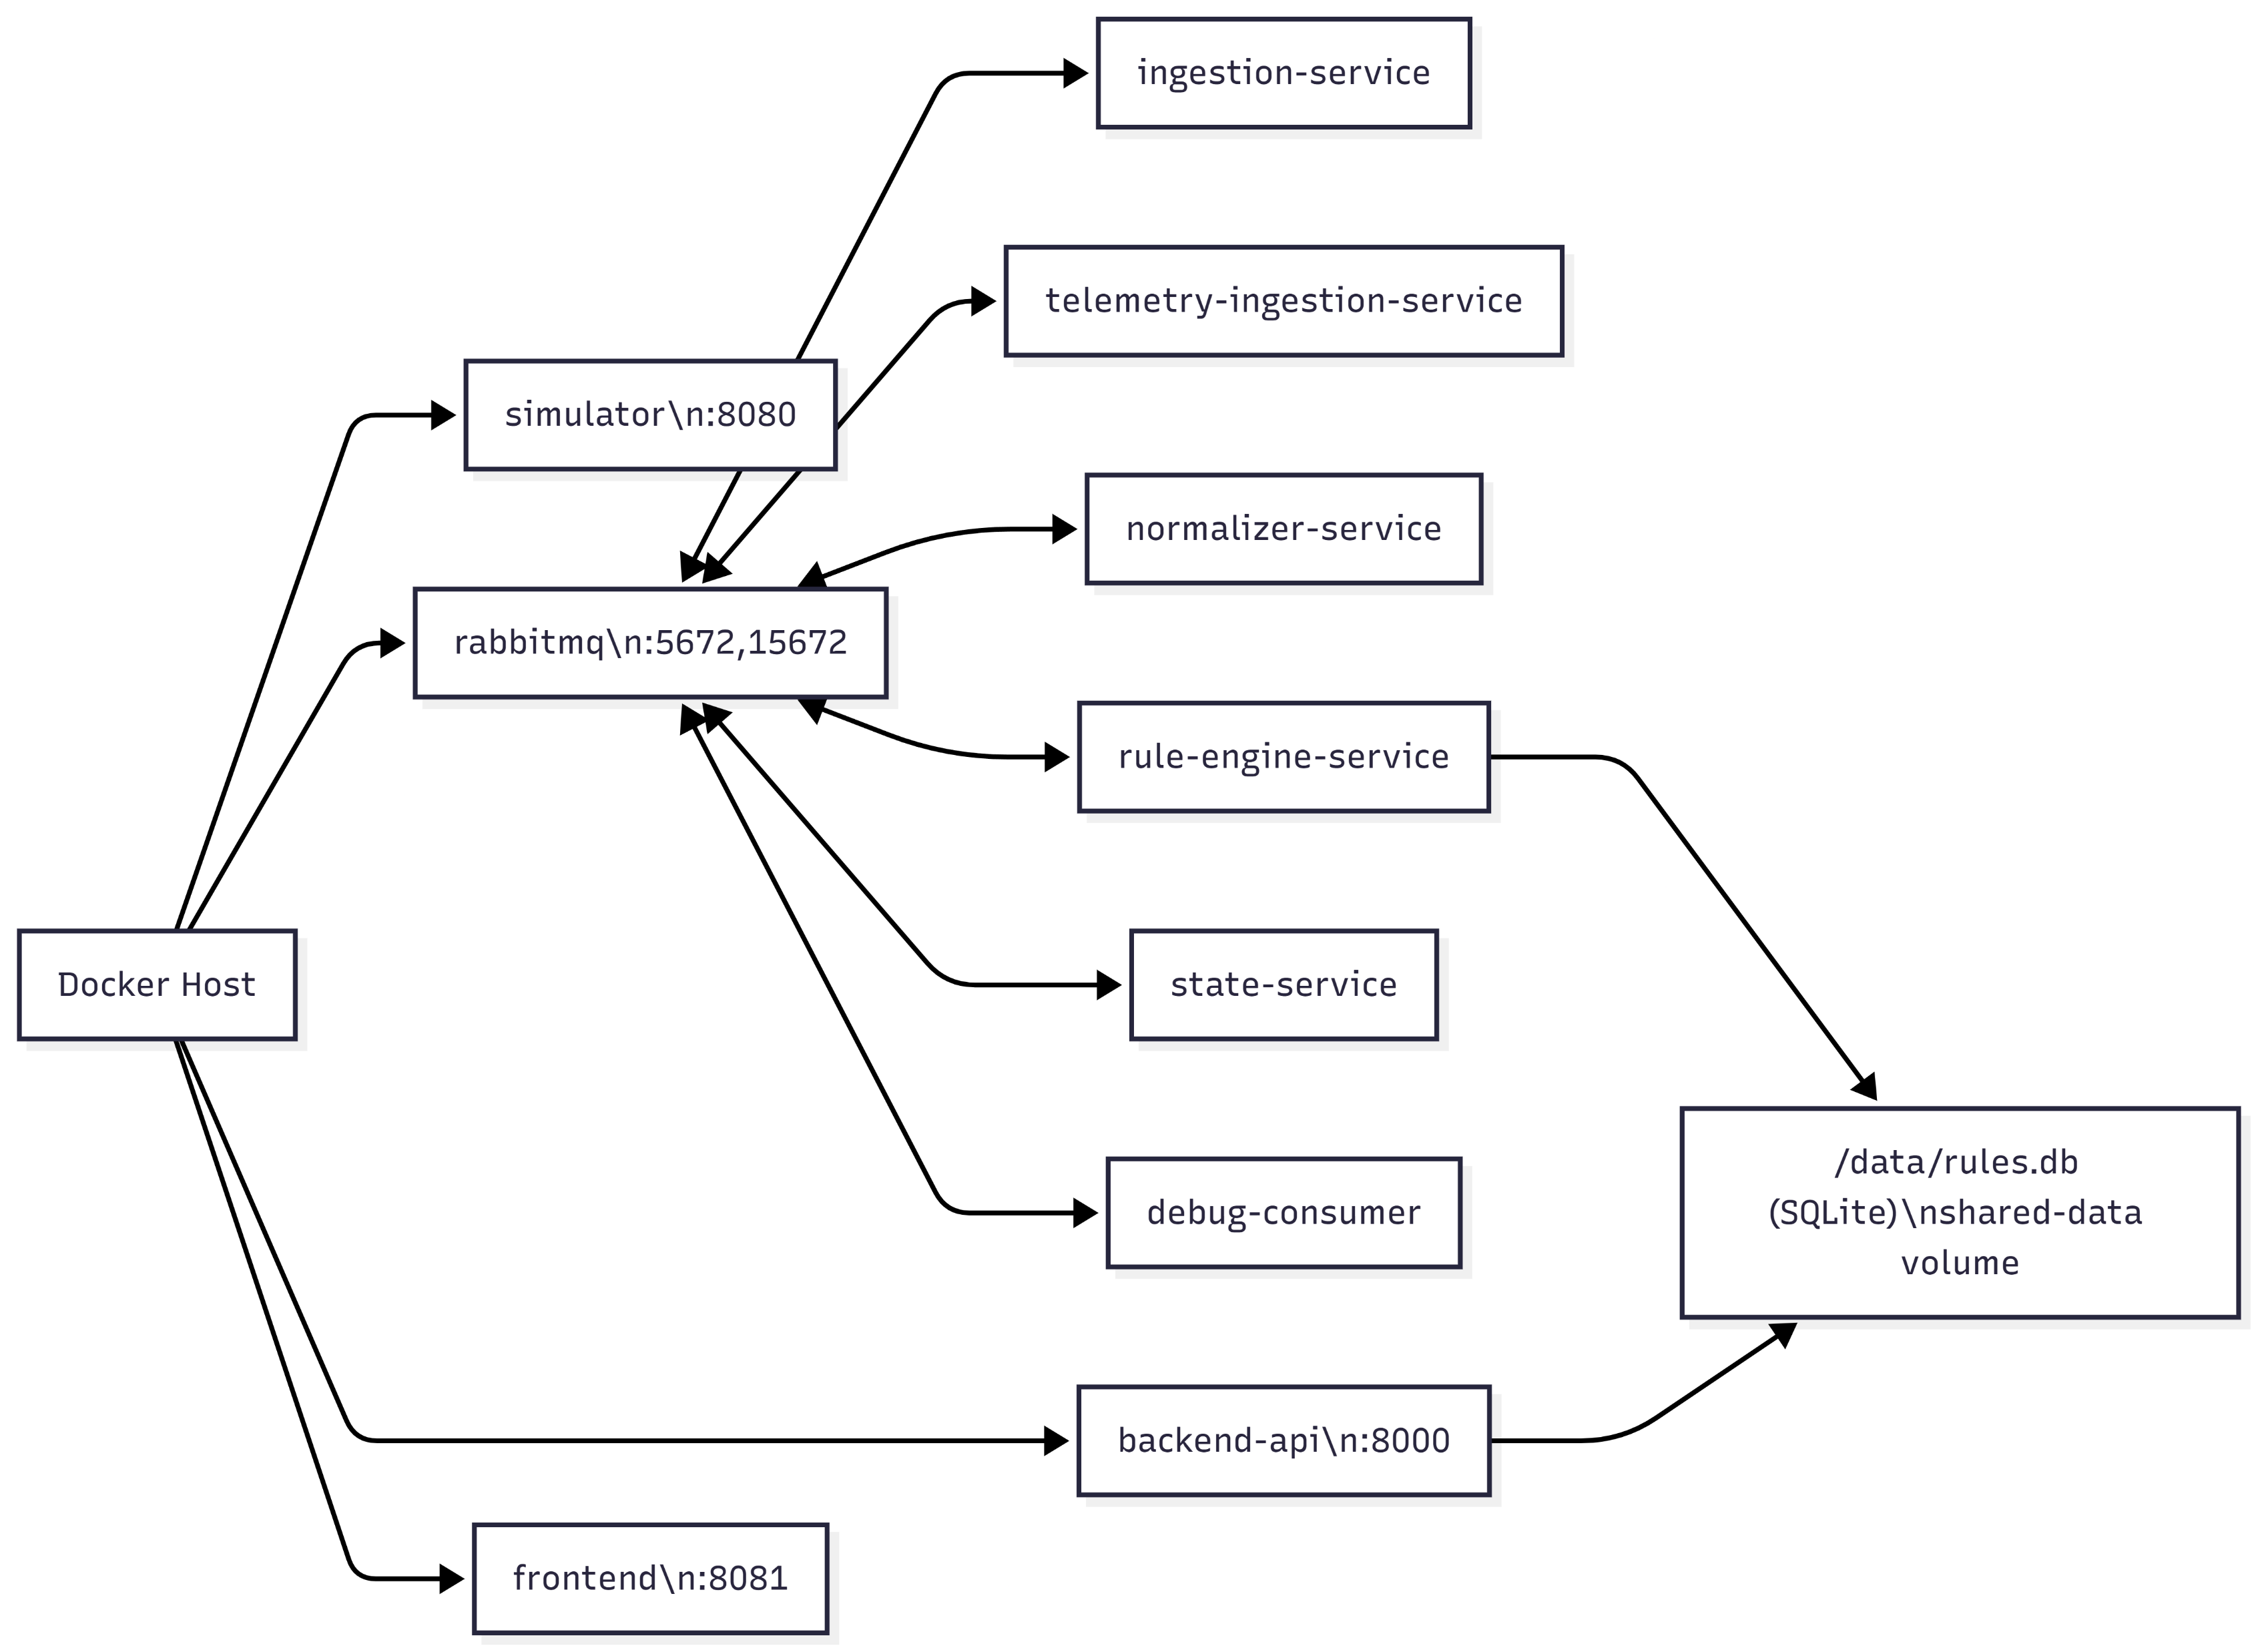 ingestion-service
telemetry-ingestion-service
simulator\n:8080
normalizer-service
rabbitmq\n:5672,15672
rule-engine-service
Docker Host
state-service
/data/rules.db
(SQLite)\nshared-data
volume
debug-consumer
backend-api\n:8000
frontend\n:8081